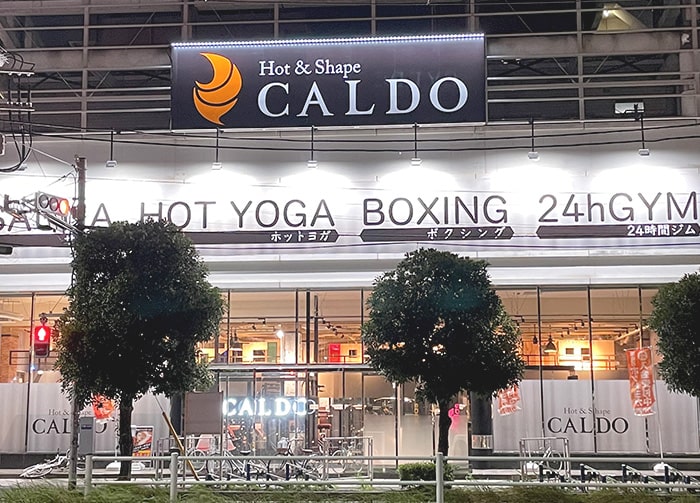 Hot & Shape
CALDO
HOT YOGA
ホットヨガ
BOXING
ボクシング
24hGYM
24時間ジム
CALDO
Hot & Shape
CALDO
Hot & Shape
CALDO